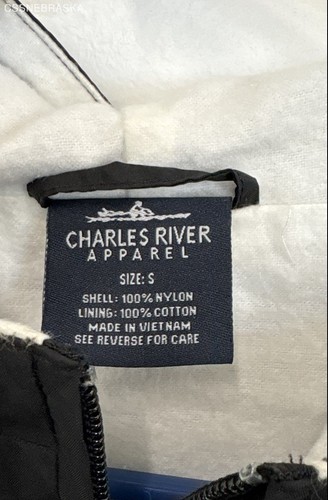 CSSNEBRASKA
CHARLES RIVER
APPAREL
SIZE: S
SHELL: 100% NYLON
LINING: 100% COTTON
MADE IN VIETNAM
SEE REVERSE FOR CARE